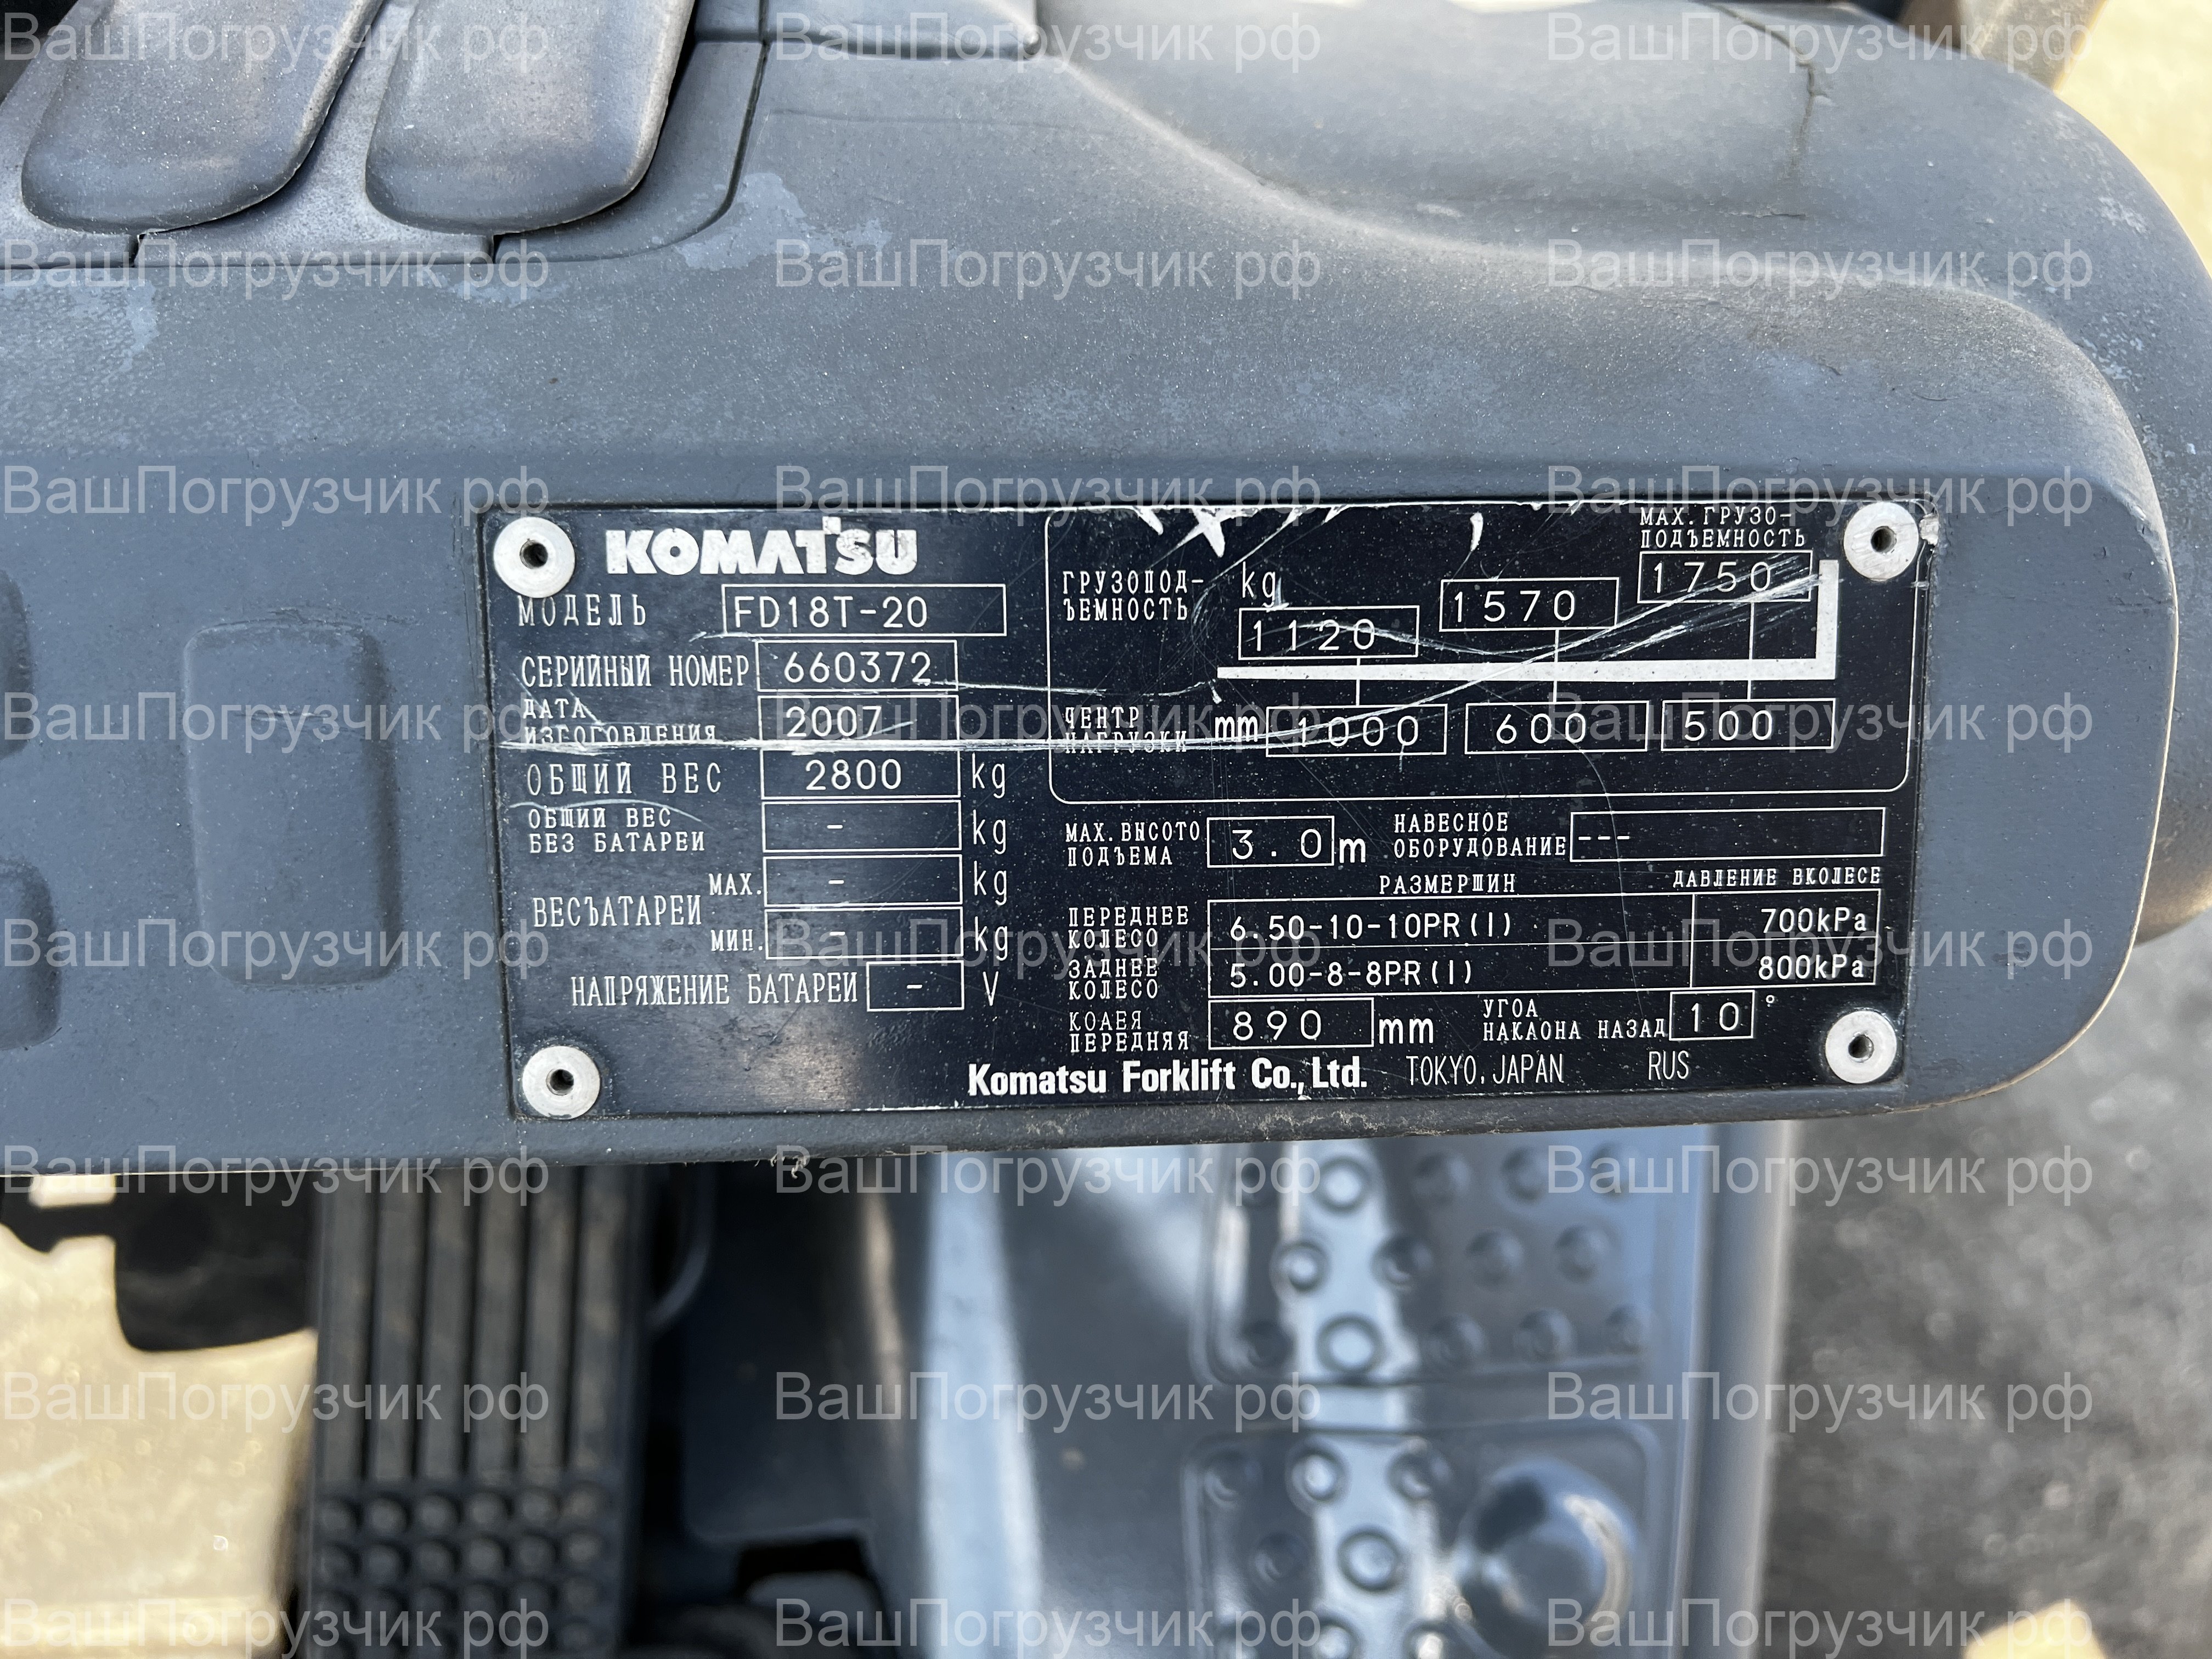 KOMATSU
МОДЕЛЬ FD18T-20
СЕРИЙНЫЙ НОМЕР 660372
ДАТА
ИЗГОГОВЛЕНИЯ 2007
ОБЩИЙ ВЕС 2800 kg
ОБЩИЙ ВЕС
БЕЗ БАТАРЕИ - kg
МАХ. - kg
ВЕСЪАТАРЕИ
МИН. - kg
НАПРЯЖЕНИЕ БАТАРЕИ - V
МАХ.ГРУЗО-
ПОДЪЕМНОСТЬ
ГРУЗОПОД-
ЪЕМНОСТЬ kg 1120 1570 1750
ЧЕНТР
НАГРУЗКИ mm 1000 600 500
МАХ.ВЫСОТО
ПОДЪЕМА 3.0 m
НАВЕСНОЕ
ОБОРУДОВАНИЕ ---
РАЗМЕРШИН ДАВЛЕНИЕ ВКОЛЕСЕ
ПЕРЕДНЕЕ
КОЛЕСО 6.50-10-10PR(I) 700kPa
ЗАДНЕЕ
КОЛЕСО 5.00-8-8PR(I) 800kPa
КОАЕЯ
ПЕРЕДНЯЯ 890 mm
УГОА
НАКАОНА НАЗАД 10 °
Komatsu Forklift Co., Ltd. TOKYO, JAPAN RUS
ВашПогрузчик рф ВашПогрузчик рф ВашПогрузчик рф
ВашПогрузчик рф ВашПогрузчик рф ВашПогрузчик рф
ВашПогрузчик рф ВашПогрузчик рф ВашПогрузчик рф
ВашПогрузчик рф ВашПогрузчик рф ВашПогрузчик рф
ВашПогрузчик рф ВашПогрузчик рф ВашПогрузчик рф
ВашПогрузчик рф ВашПогрузчик рф ВашПогрузчик рф
ВашПогрузчик рф ВашПогрузчик рф ВашПогрузчик рф
ВашПогрузчик рф ВашПогрузчик рф ВашПогрузчик рф